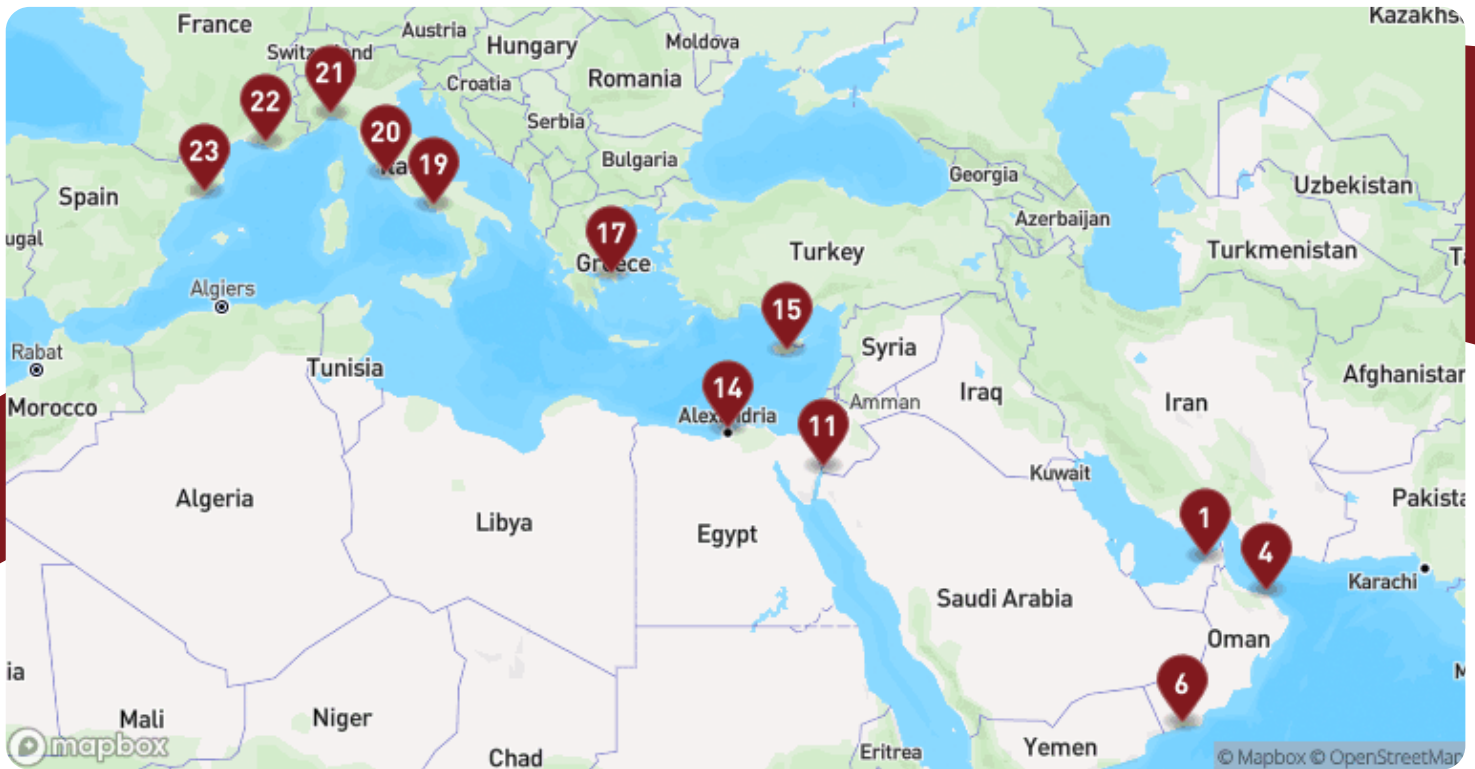 France
Austria
Kazakhs
Switzerland
Hungary
Moldova
21
Croatia
Romania
22
Serbia
20
23
19
Bulgaria
Georgia
Spain
Uzbekistan
Azerbaijan
ugal
17
Turkmenistan
Turkey
Greece
Algiers
15
Rabat
Syria
Tunisia
Afghanistan
14
Iraq
Iran
Morocco
Alexandria
Amman
11
Kuwait
Algeria
Pakista
Libya
1
Egypt
4
Karachi
Saudi Arabia
Oman
ia
6
Mali
Niger
Yemen
Eritrea
Chad
mapbox
© Mapbox © OpenStreetMap